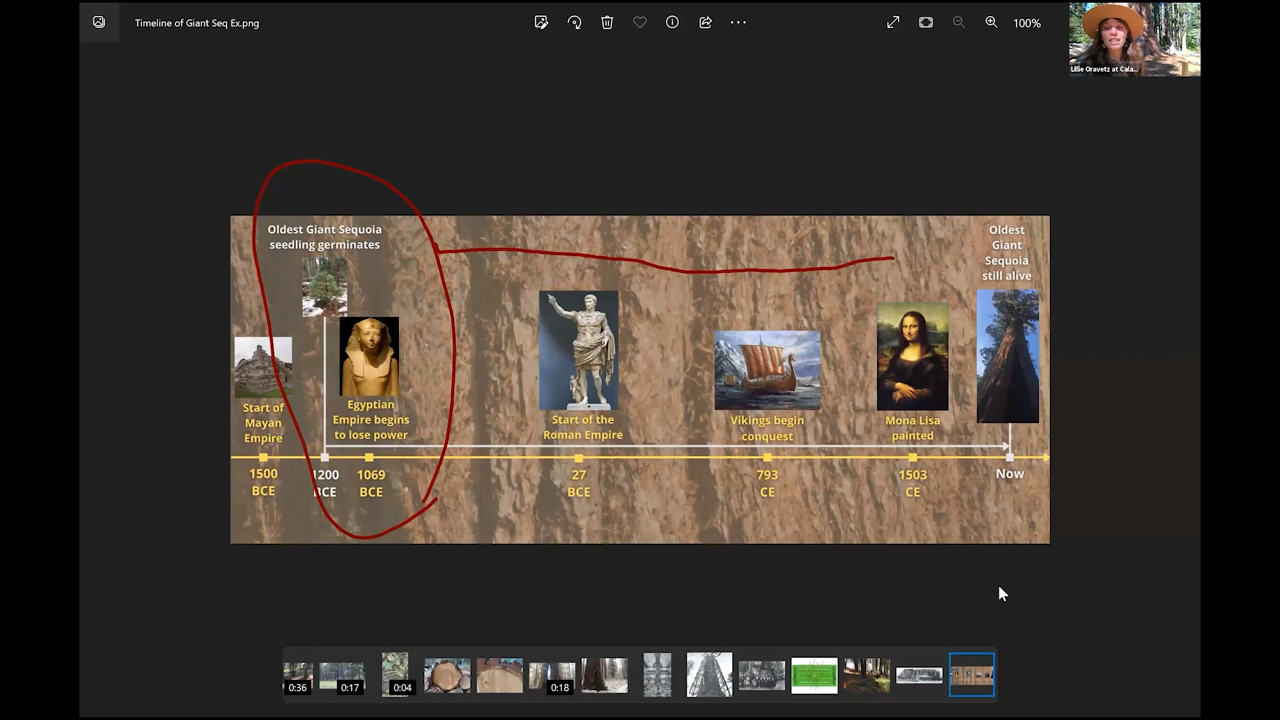 Timeline of Giant Seq Ex.png
100%
Lillie Oravetz at Cala...
Oldest Giant Sequoia
seedling germinates
Oldest
Giant
Sequoia
still alive
Start of
Mayan
Empire
Egyptian
Empire begins
to lose power
Start of the
Roman Empire
Vikings begin
conquest
Mona Lisa
painted
1500
BCE
1200
BCE
1069
BCE
27
BCE
793
CE
1503
CE
Now
0:36
0:17
0:04
0:18